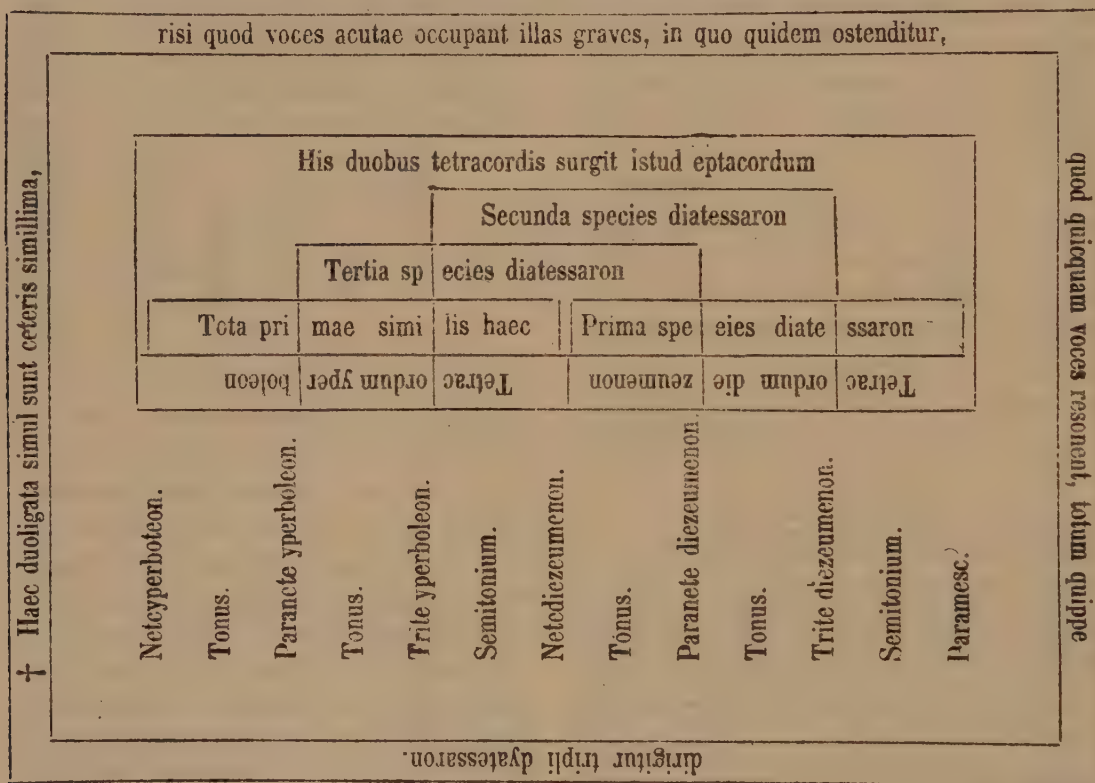 † Haec duoligata simul sunt ceteris simillima,
risi quod voces acutae occupant illas graves, in quo quidem ostenditur,
quod quicquam voces resonent, totum quippe
dirigitur tripli dyatessaron.
His duobus tetracordis surgit istud eptacordum
Secunda species diatessaron
Tertia sp ecies diatessaron
Tota pri mae simi lis haec Prima spe eies diate ssaron
Tetrac ordum die zeumenon Tetrac ordum yper boleon
Netcyperboteon.
Tonus.
Parancte yperboleon.
Tonus.
Trite yperboleon.
Semitonium.
Netediezeumenon.
Tonus.
Paranete diezeumenon.
Tonus.
Trite diezeumenon.
Semitonium.
Paramesc.